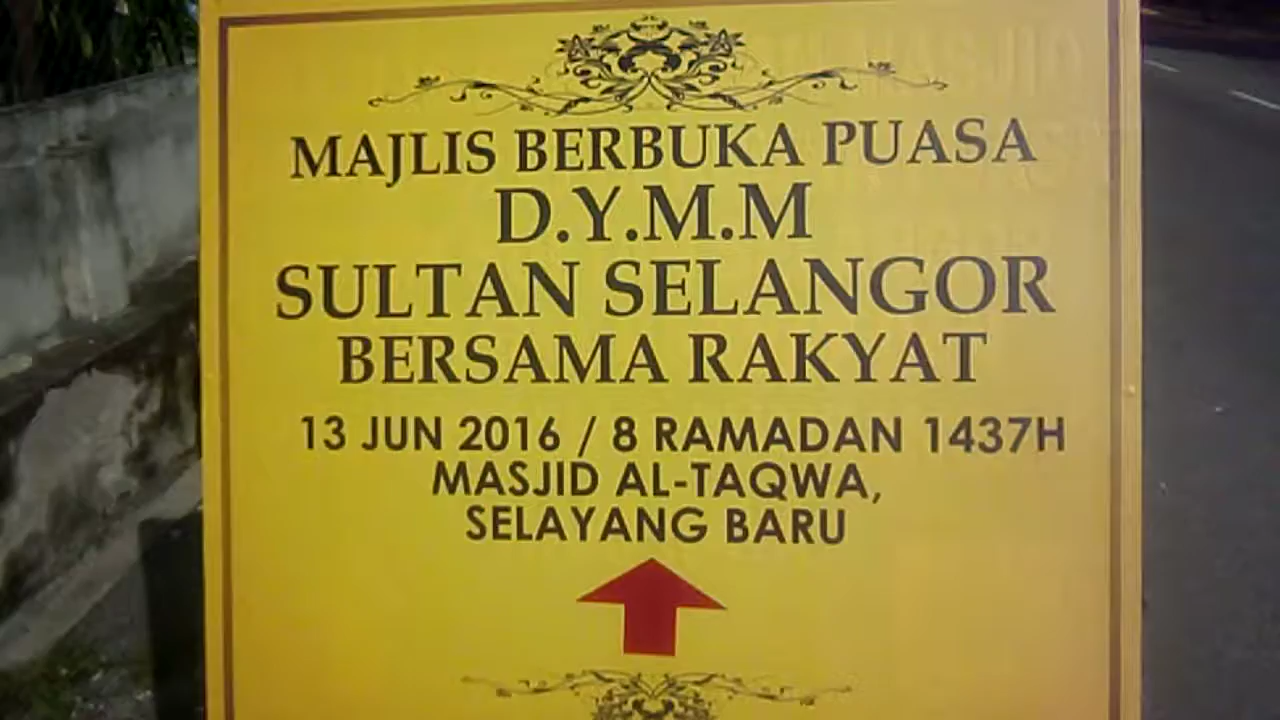 MAJLIS BERBUKA PUASA
D.Y.M.M
SULTAN SELANGOR
BERSAMA RAKYAT
13 JUN 2016 / 8 RAMADAN 1437H
MASJID AL-TAQWA,
SELAYANG BARU